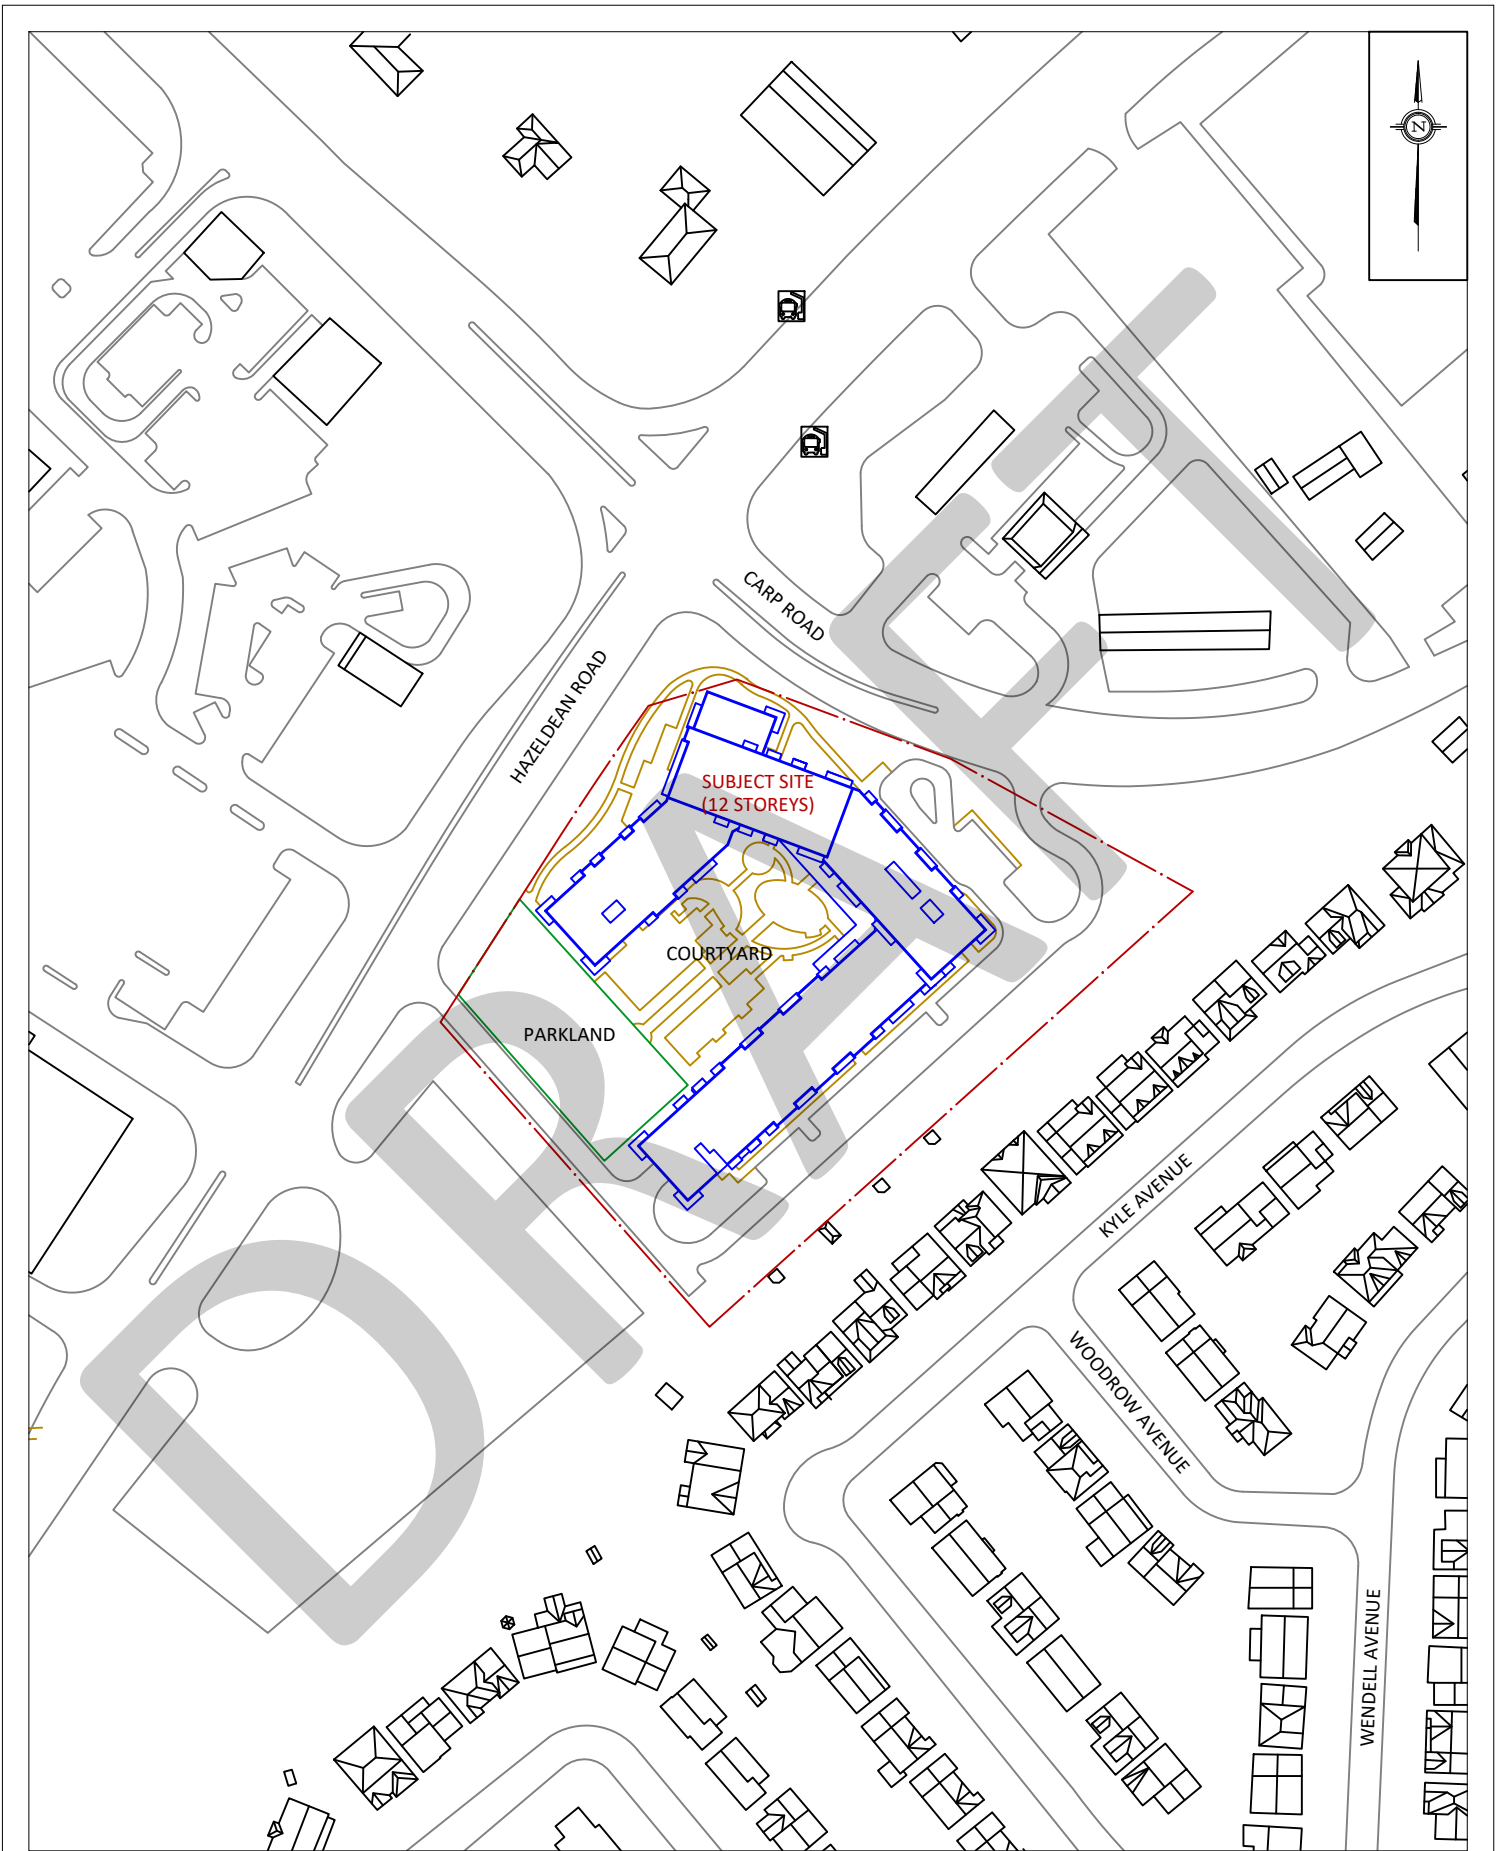 N
CARP ROAD
HAZELDEAN ROAD
SUBJECT SITE
(12 STOREYS)
COURTYARD
PARKLAND
KYLE AVENUE
WOODROW AVENUE
WENDELL AVENUE
DRAFT